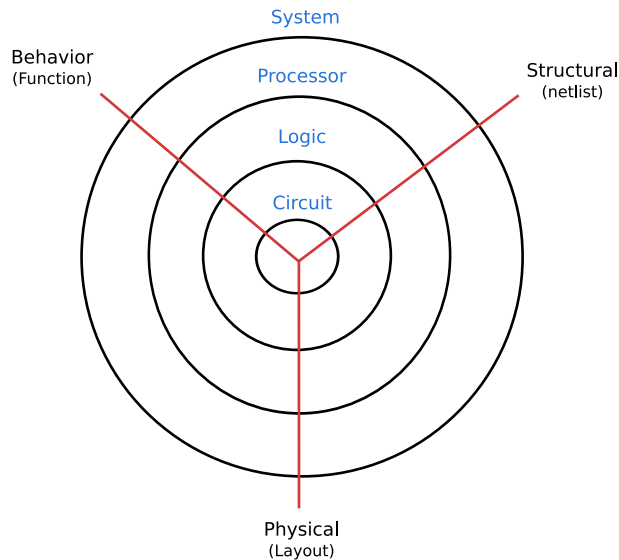 System
Behavior
(Function)
Processor
Structural
(netlist)
Logic
Circuit
Physical
(Layout)